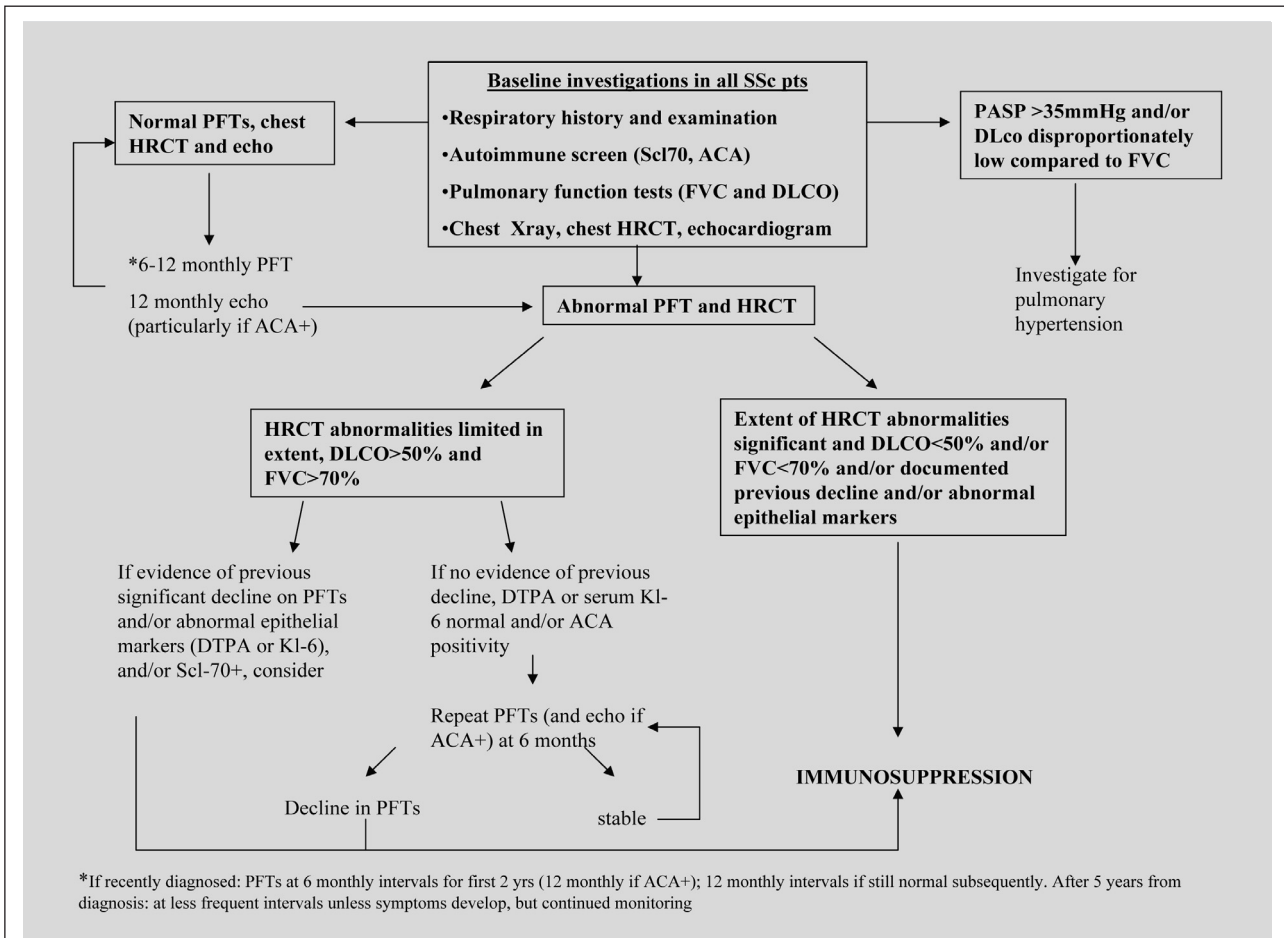 Baseline investigations in all SSc pts
•Respiratory history and examination
•Autoimmune screen (Scl70, ACA)
•Pulmonary function tests (FVC and DLCO)
•Chest Xray, chest HRCT, echocardiogram
Normal PFTs, chest
HRCT and echo
PASP >35mmHg and/or
DLco disproportionately
low compared to FVC
*6-12 monthly PFT
12 monthly echo
(particularly if ACA+)
Investigate for
pulmonary
hypertension
Abnormal PFT and HRCT
HRCT abnormalities limited in
extent, DLCO>50% and
FVC>70%
Extent of HRCT abnormalities
significant and DLCO<50% and/or
FVC<70% and/or documented
previous decline and/or abnormal
epithelial markers
If evidence of previous
significant decline on PFTs
and/or abnormal epithelial
markers (DTPA or Kl-6),
and/or Scl-70+, consider
If no evidence of previous
decline, DTPA or serum Kl-
6 normal and/or ACA
positivity
Repeat PFTs (and echo if
ACA+) at 6 months
Decline in PFTs
stable
IMMUNOSUPPRESSION
*If recently diagnosed: PFTs at 6 monthly intervals for first 2 yrs (12 monthly if ACA+); 12 monthly intervals if still normal subsequently. After 5 years from
diagnosis: at less frequent intervals unless symptoms develop, but continued monitoring